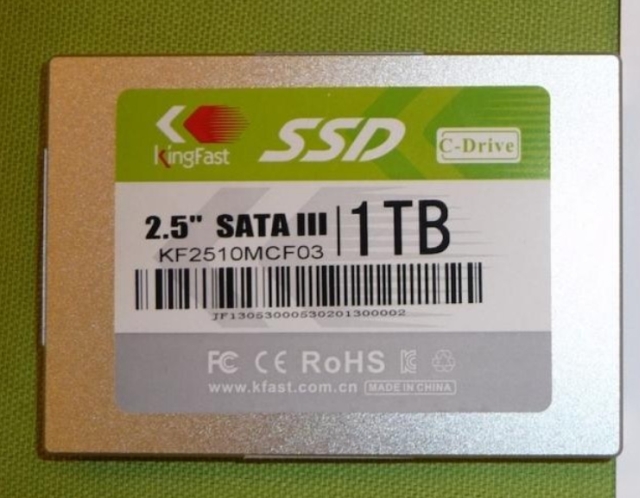 KingFast
SSD
C-Drive
2.5" SATA III 1TB
KF2510MCF03
JF13063000630201300002
FC CE RoHS
www.kfast.com.cn MADE IN CHINA